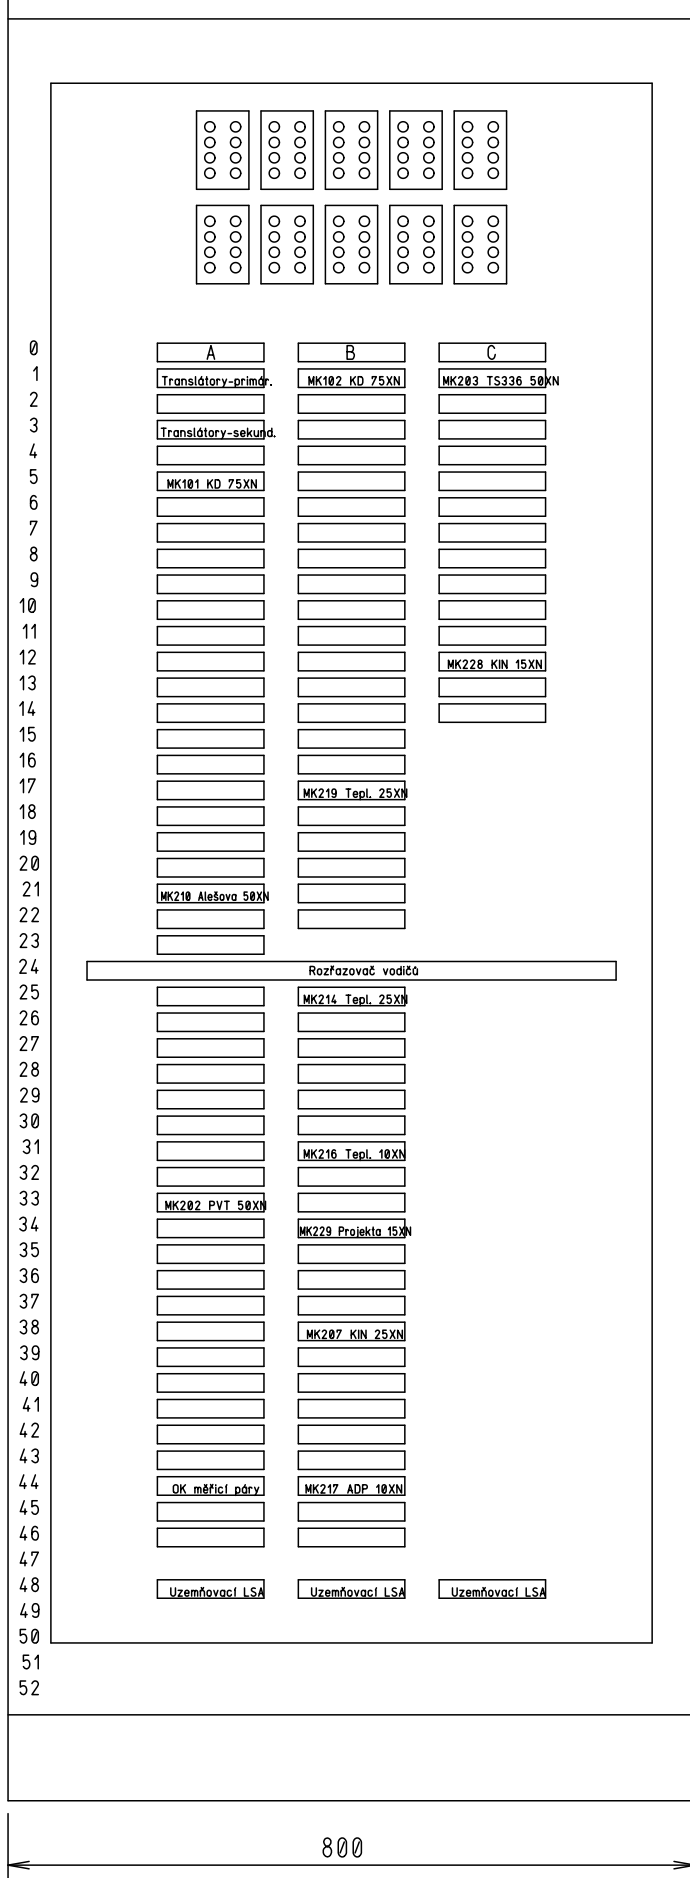 0 A B C
1 Translátory-primár. MK102 KD 75XN MK203 TS336 50XN
2
3 Translátory-sekund.
4
5 MK101 KD 75XN
6
7
8
9
10
11
12 MK228 KIN 15XN
13
14
15
16
17 MK219 Tepl. 25XN
18
19
20
21 MK210 Alešova 50XN
22
23
24 Rozřazovač vodičů
25 MK214 Tepl. 25XN
26
27
28
29
30
31 MK216 Tepl. 10XN
32
33 MK202 PVT 50XN
34 MK229 Projekta 15XN
35
36
37
38 MK207 KIN 25XN
39
40
41
42
43
44 OK měřicí páry MK217 ADP 10XN
45
46
47
48 Uzemňovací LSA Uzemňovací LSA Uzemňovací LSA
49
50
51
52
800